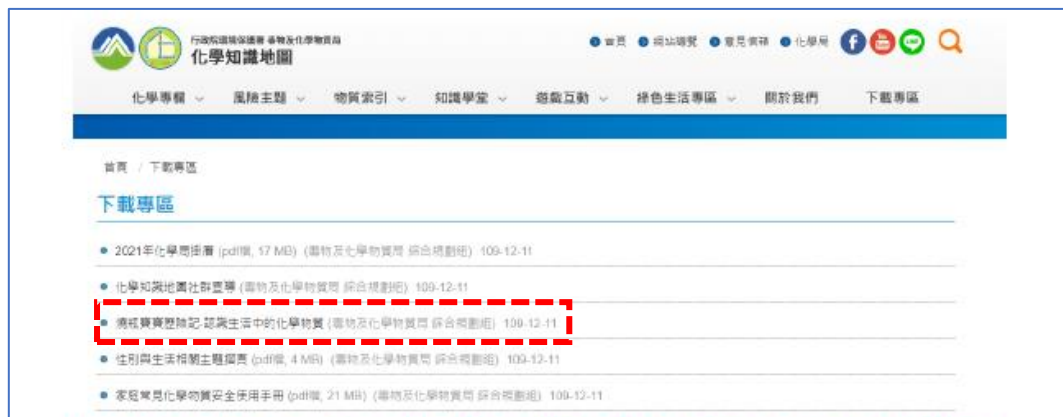 行政院環境保護署 毒物及化學物質局
化學知識地圖
首頁 網站導覽 意見信箱 化學局
化學專欄 風險主題 物質索引 知識學堂 遊戲互動 綠色生活專區 關於我們 下載專區
首頁 / 下載專區
下載專區
2021年化學局掛曆 (pdf檔, 17 MB) (毒物及化學物質局 綜合規劃組) 109-12-11
化學知識地圖社群宣導 (毒物及化學物質局 綜合規劃組) 109-12-11
歷險記-認識生活中的化學物質 (毒物及化學物質局 綜合規劃組) 109-12-11
性別與生活相關主題摺頁 (pdf檔, 4 MB) (毒物及化學物質局 綜合規劃組) 109-12-11
家庭常見化學物質安全使用手冊 (pdf檔, 21 MB) (毒物及化學物質局 綜合規劃組) 109-12-11